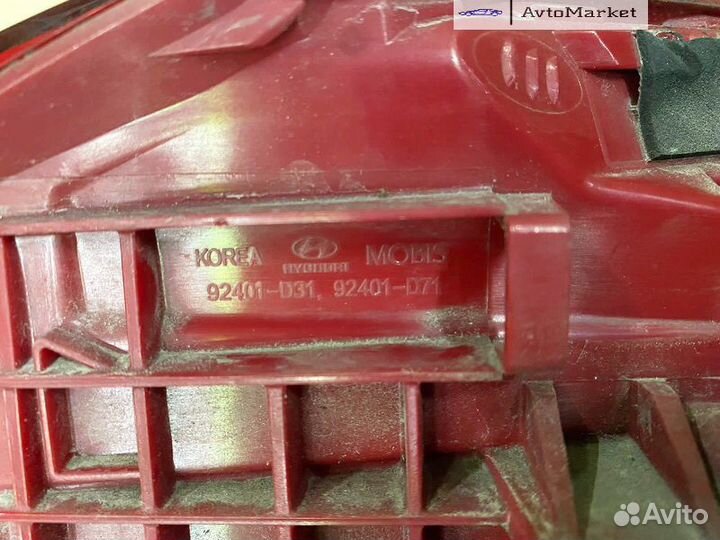 AvtoMarket
KOREA HYUNDAI MOBIS
92401-D31, 92401-D71
Avito